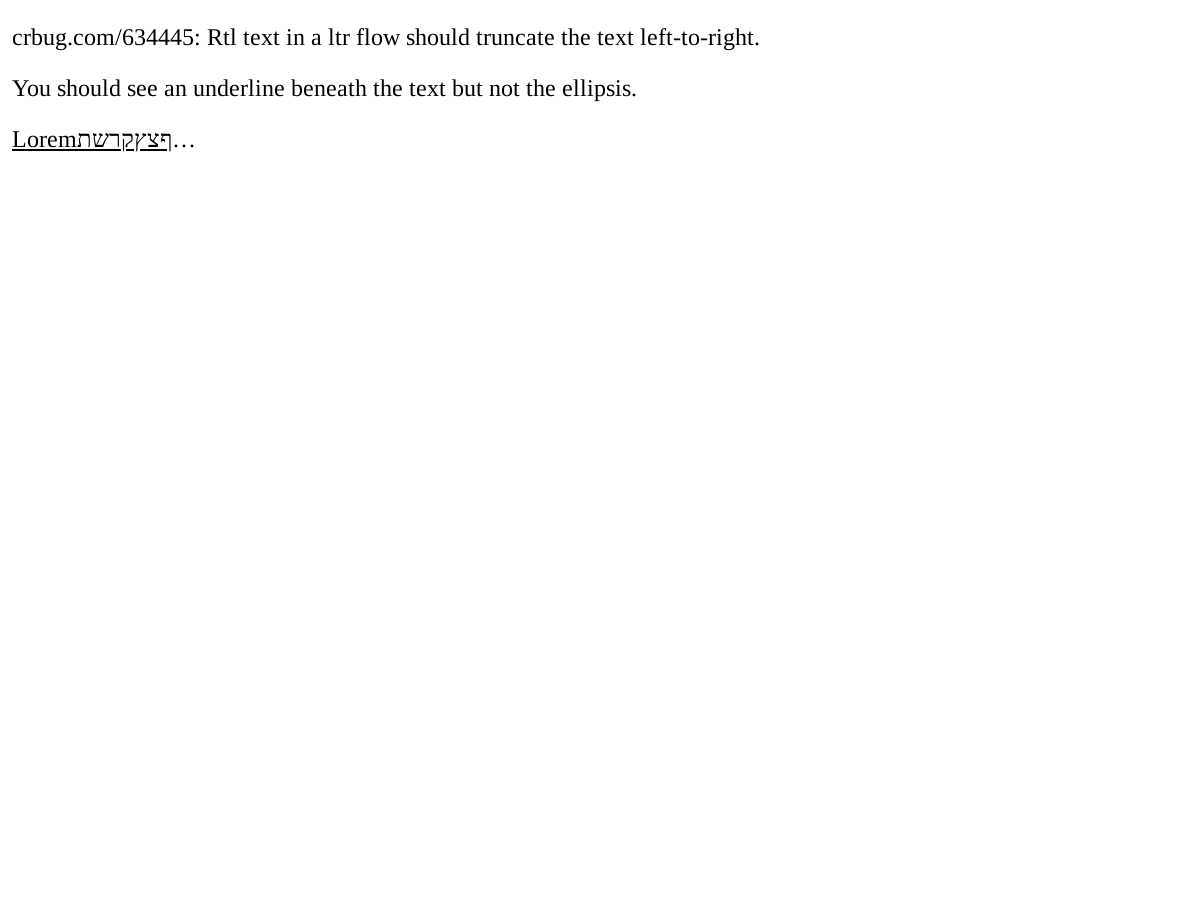 crbug.com/634445: Rtl text in a ltr flow should truncate the text left-to-right.
You should see an underline beneath the text but not the ellipsis.
Loremףצץקרשת…